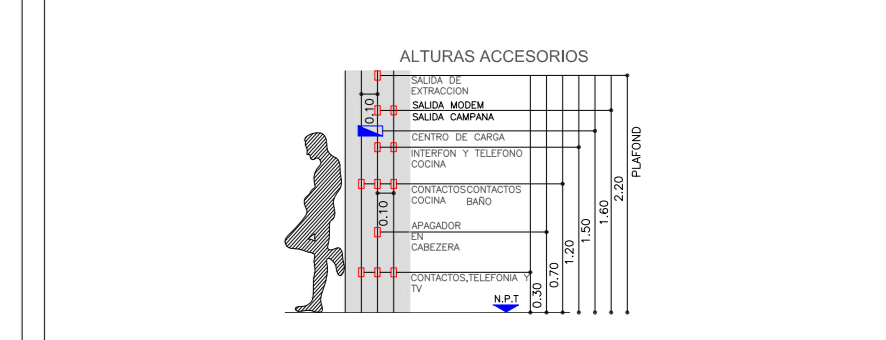 ALTURAS ACCESORIOS
SALIDA DE
EXTRACCION
0.10
SALIDA MODEM
SALIDA CAMPANA
CENTRO DE CARGA
INTERFON Y TELEFONO
COCINA
CONTACTOS CONTACTOS
COCINA BAÑO
0.10
APAGADOR
EN
CABEZERA
CONTACTOS,TELEFONIA Y
TV
N.P.T
0.30
0.70
1.20
1.50
1.60
2.20
PLAFOND